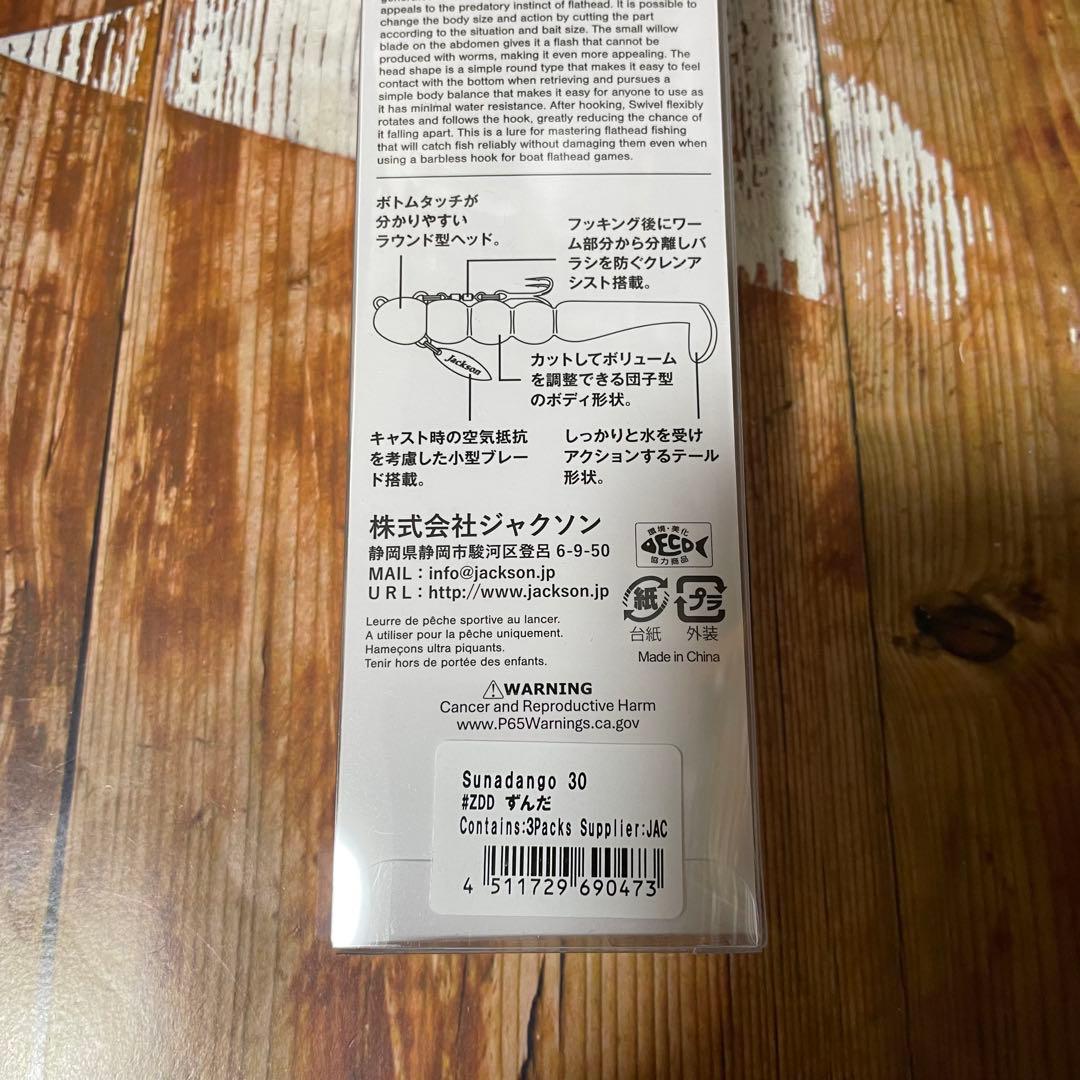 appeals to the predatory instinct of flathead. It is possible to
change the body size and action by cutting the part
according to the situation and bait size. The small willow
blade on the abdomen gives it a flash that cannot be
produced with worms, making it even more appealing. The
head shape is a simple round type that makes it easy to feel
contact with the bottom when retrieving and pursues a
simple body balance that makes it easy for anyone to use as
it has minimal water resistance. After hooking, Swivel flexibly
rotates and follows the hook, greatly reducing the chance of
it falling apart. This is a lure for mastering flathead fishing
that will catch fish reliably without damaging them even when
using a barbless hook for boat flathead games.
ボトムタッチが
分かりやすい
ラウンド型ヘッド。
フッキング後にワー
ム部分から分離しバ
ラシを防ぐクレンア
シスト搭載。
Jackson
カットしてボリューム
を調整できる団子型
のボディ形状。
キャスト時の空気抵抗
を考慮した小型ブレー
ド搭載。
しっかりと水を受け
アクションするテール
形状。
株式会社ジャクソン
静岡県静岡市駿河区登呂 6-9-50
MAIL：info@jackson.jp
URL：http://www.jackson.jp
環境・美化
ECO
協力商品
紙
台紙
プラ
外装
Leurre de pêche sportive au lancer.
A utiliser pour la pêche uniquement.
Hameçons ultra piquants.
Tenir hors de portée des enfants.
Made in China
⚠WARNING
Cancer and Reproductive Harm
www.P65Warnings.ca.gov
Sunadango 30
#ZDD ずんだ
Contains:3Packs Supplier:JAC
4 511729 690473